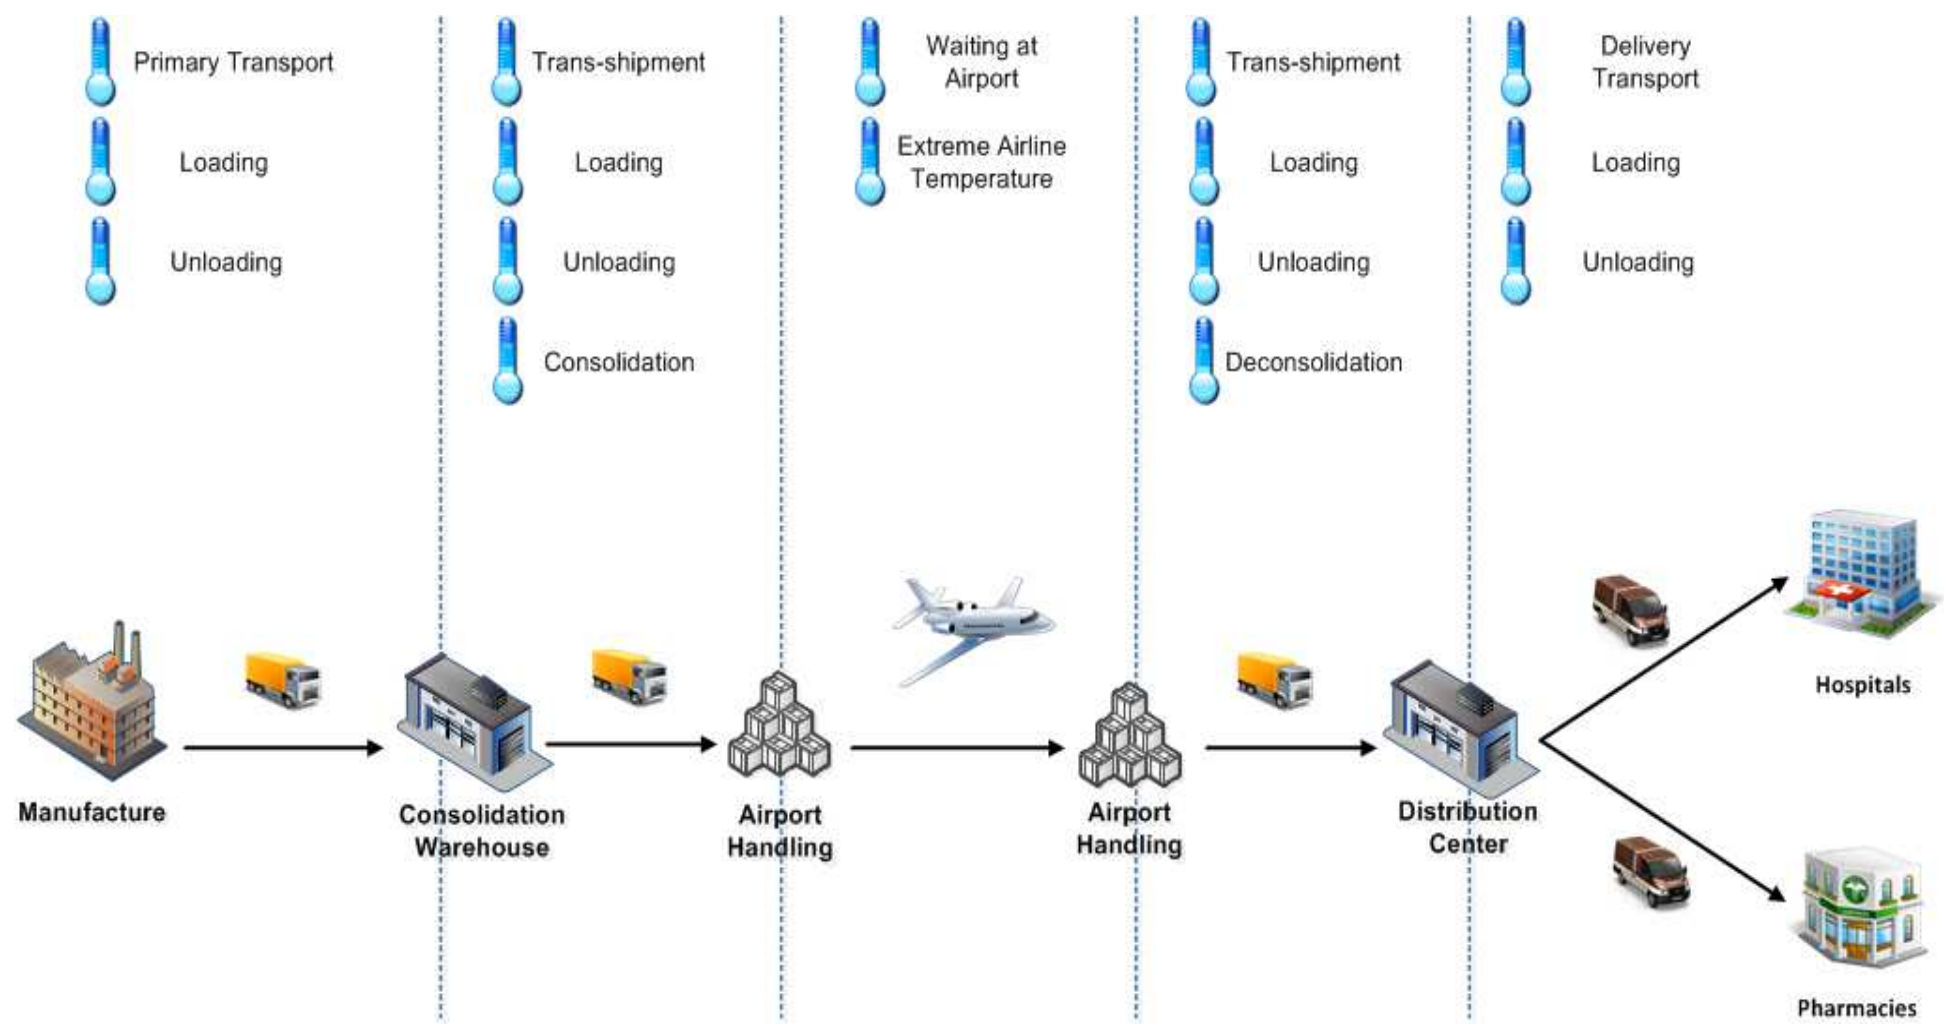 Primary Transport
Loading
Unloading
Trans-shipment
Loading
Unloading
Consolidation
Waiting at
Airport
Extreme Airline
Temperature
Trans-shipment
Loading
Unloading
Deconsolidation
Delivery
Transport
Loading
Unloading
Manufacture
Consolidation
Warehouse
Airport
Handling
Airport
Handling
Distribution
Center
Hospitals
Pharmacies